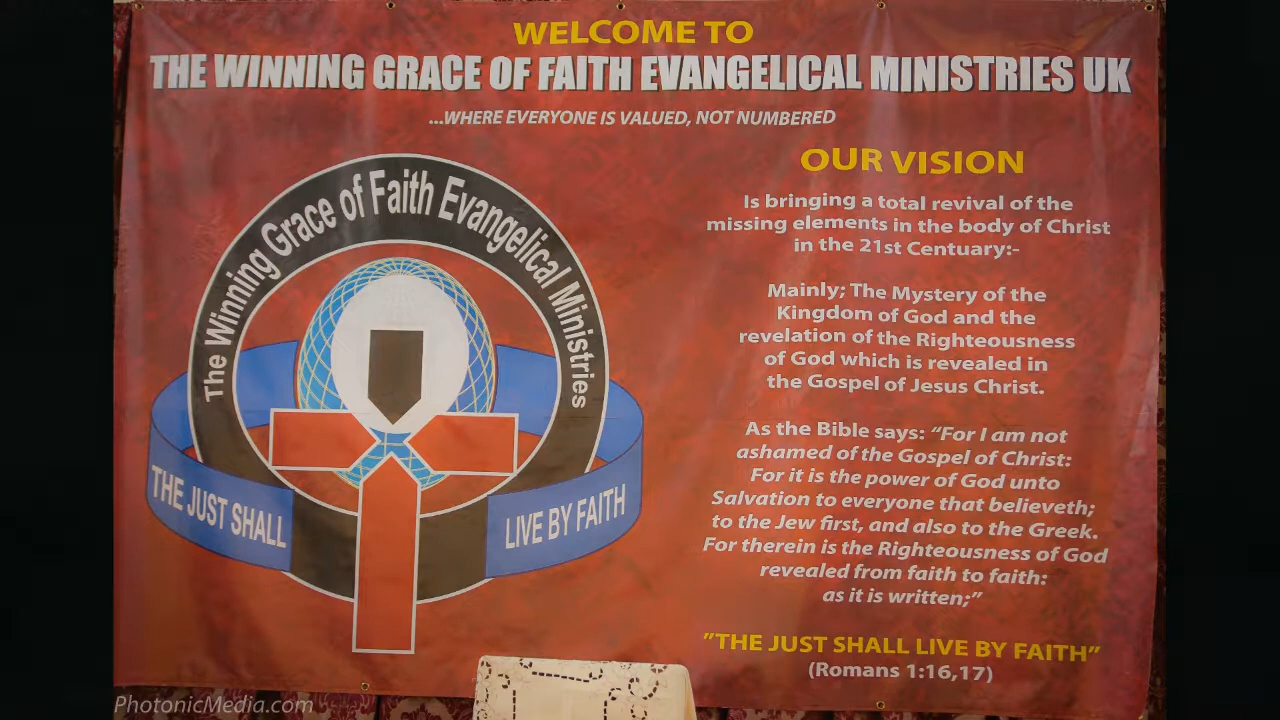 WELCOME TO
THE WINNING GRACE OF FAITH EVANGELICAL MINISTRIES UK
...WHERE EVERYONE IS VALUED, NOT NUMBERED
The Winning Grace of Faith Evangelical Ministries
THE JUST SHALL
LIVE BY FAITH
OUR VISION
Is bringing a total revival of the
missing elements in the body of Christ
in the 21st Centuary:-
Mainly; The Mystery of the
Kingdom of God and the
revelation of the Righteousness
of God which is revealed in
the Gospel of Jesus Christ.
As the Bible says: “For I am not
ashamed of the Gospel of Christ:
For it is the power of God unto
Salvation to everyone that believeth;
to the Jew first, and also to the Greek.
For therein is the Righteousness of God
revealed from faith to faith:
as it is written;”
”THE JUST SHALL LIVE BY FAITH”
(Romans 1:16,17)
PhotonicMedia.com